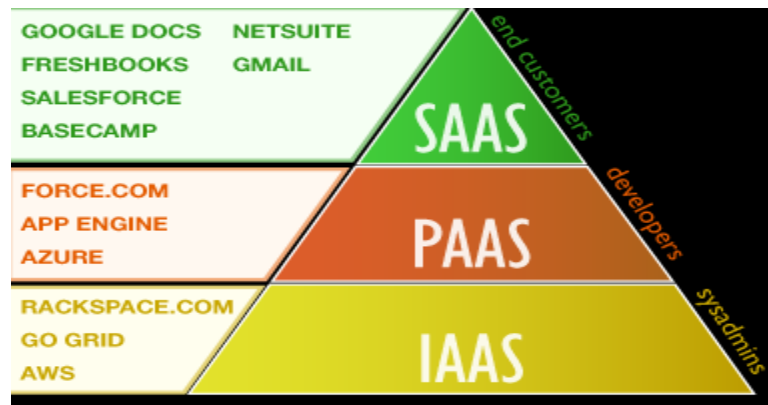 GOOGLE DOCS NETSUITE
FRESHBOOKS GMAIL
SALESFORCE
BASECAMP
SAAS
end customers
FORCE.COM
APP ENGINE
AZURE
PAAS
developers
RACKSPACE.COM
GO GRID
AWS
IAAS
sysadmins